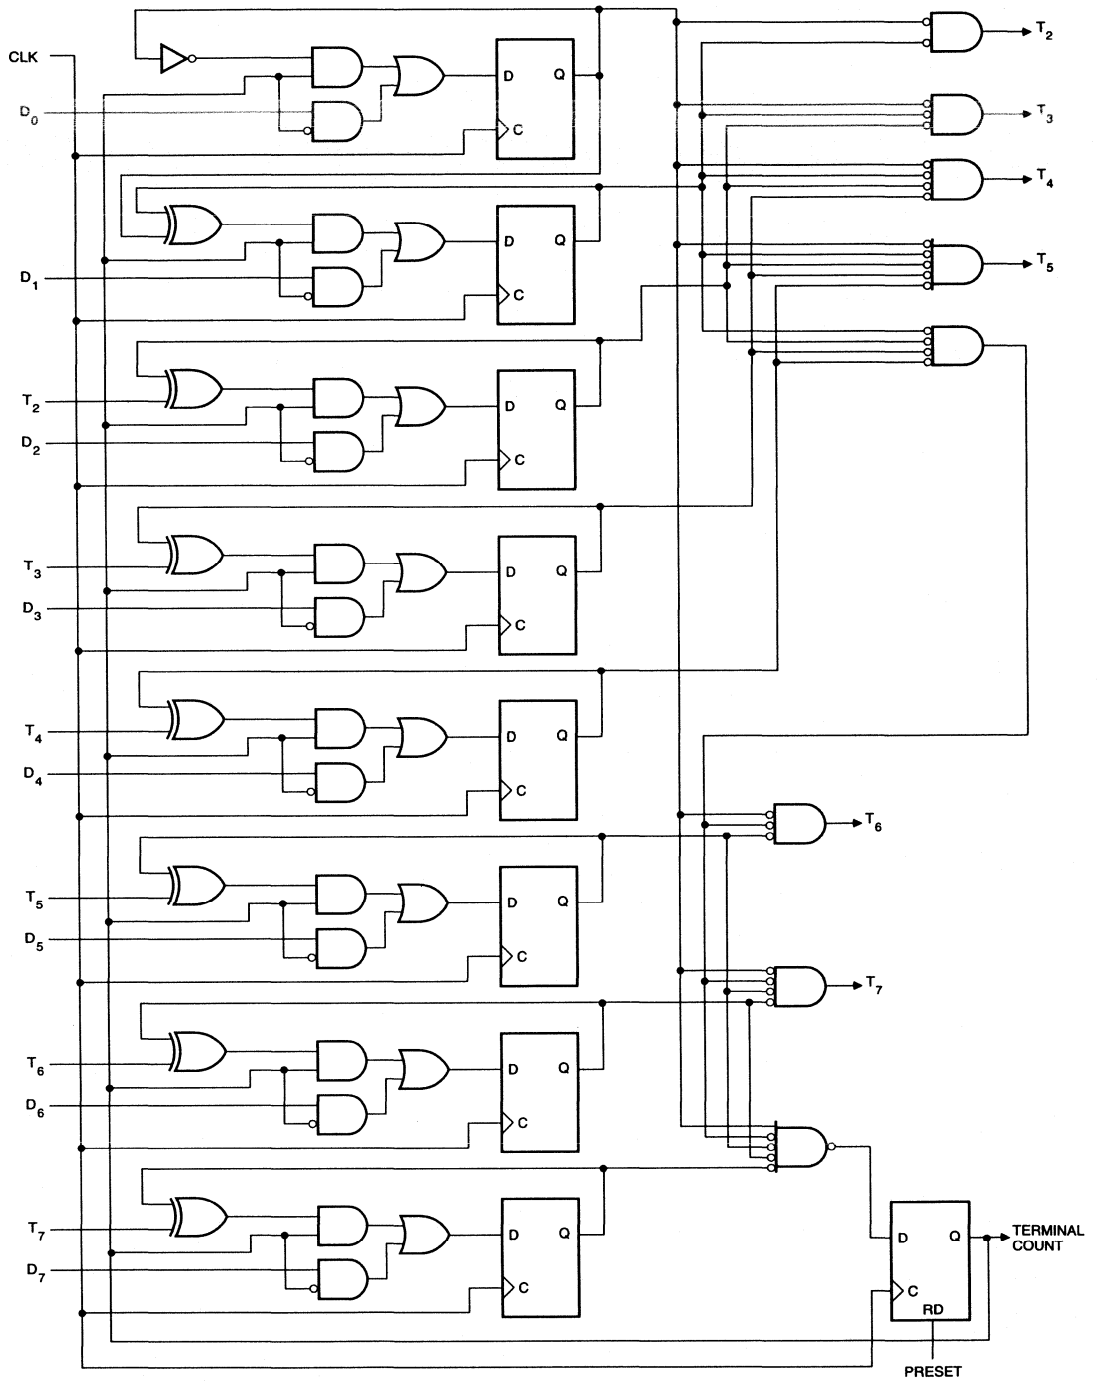 T2
CLK
D Q
D0
T3
C
T4
D1
D Q
T5
C
T2
D Q
D2
C
T3
D Q
D3
C
T4
D Q
D4
C
T6
T5
D Q
D5
C
T7
T6
D Q
D6
C
T7
D Q
D Q
TERMINAL
COUNT
D7
C
C
RD
PRESET